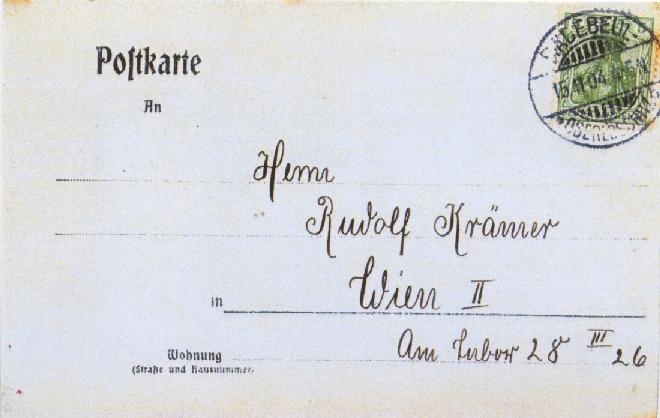 Postkarte
An
Herrn
Rudolf Krämer
in Wien II
Wohnung
(Straße und Hausnummer)
Am Tabor 28 III 26